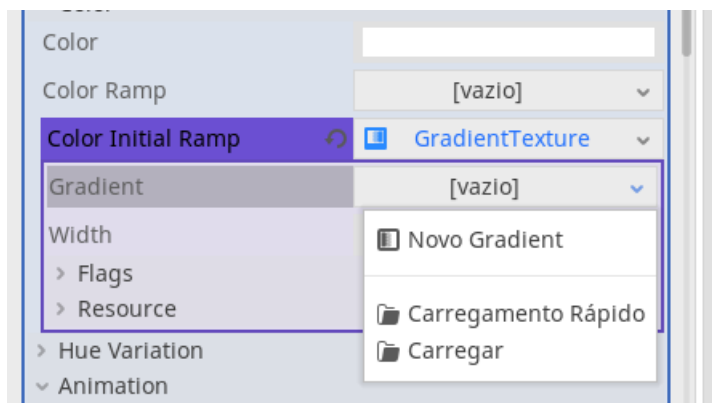 Color
Color
Color Ramp [vazio]
Color Initial Ramp GradientTexture
Gradient [vazio]
Width
Novo Gradient
Flags
Resource
Carregamento Rápido
Hue Variation
Carregar
Animation